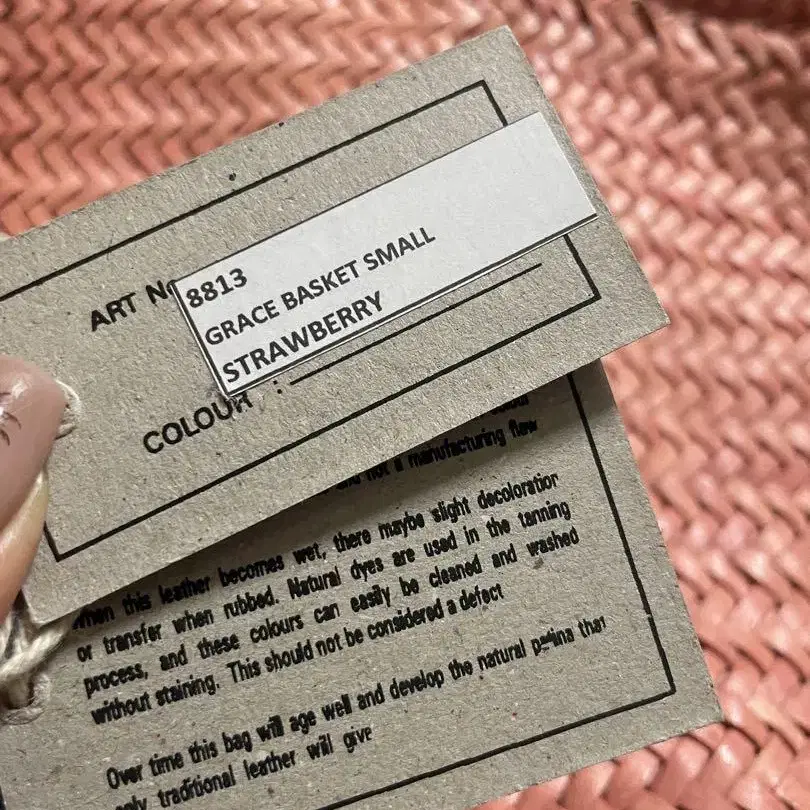 ART No
8813
GRACE BASKET SMALL
STRAWBERRY
COLOUR :
and not a manufacturing flaw
When this leather becomes wet, there maybe slight decoloration
or transfer when rubbed. Natural dyes are used in the tanning
process, and these colours can easily be cleaned and washed
without staining. This should not be considered a defect
Over time this bag will age well and develop the natural patina that
only traditional leather will give